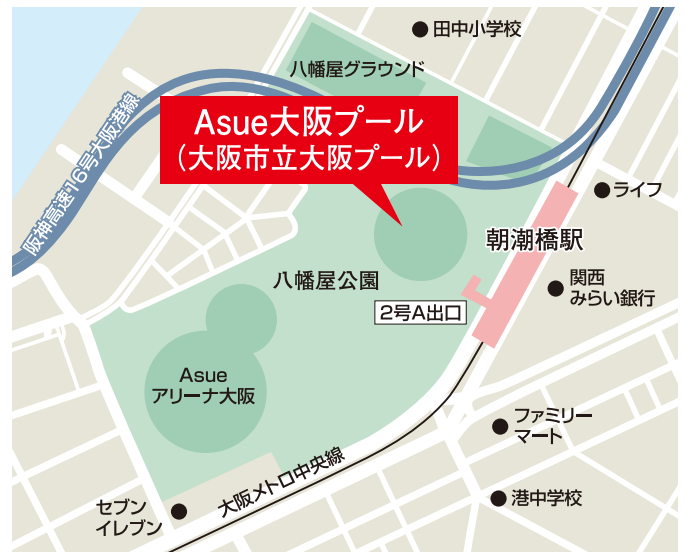 田中小学校
八幡屋グラウンド
阪神高速16号大阪港線
Asue大阪プール
（大阪市立大阪プール）
ライフ
朝潮橋駅
八幡屋公園
関西
みらい銀行
2号A出口
Asue
アリーナ大阪
ファミリー
マート
大阪メトロ中央線
セブン
イレブン
港中学校